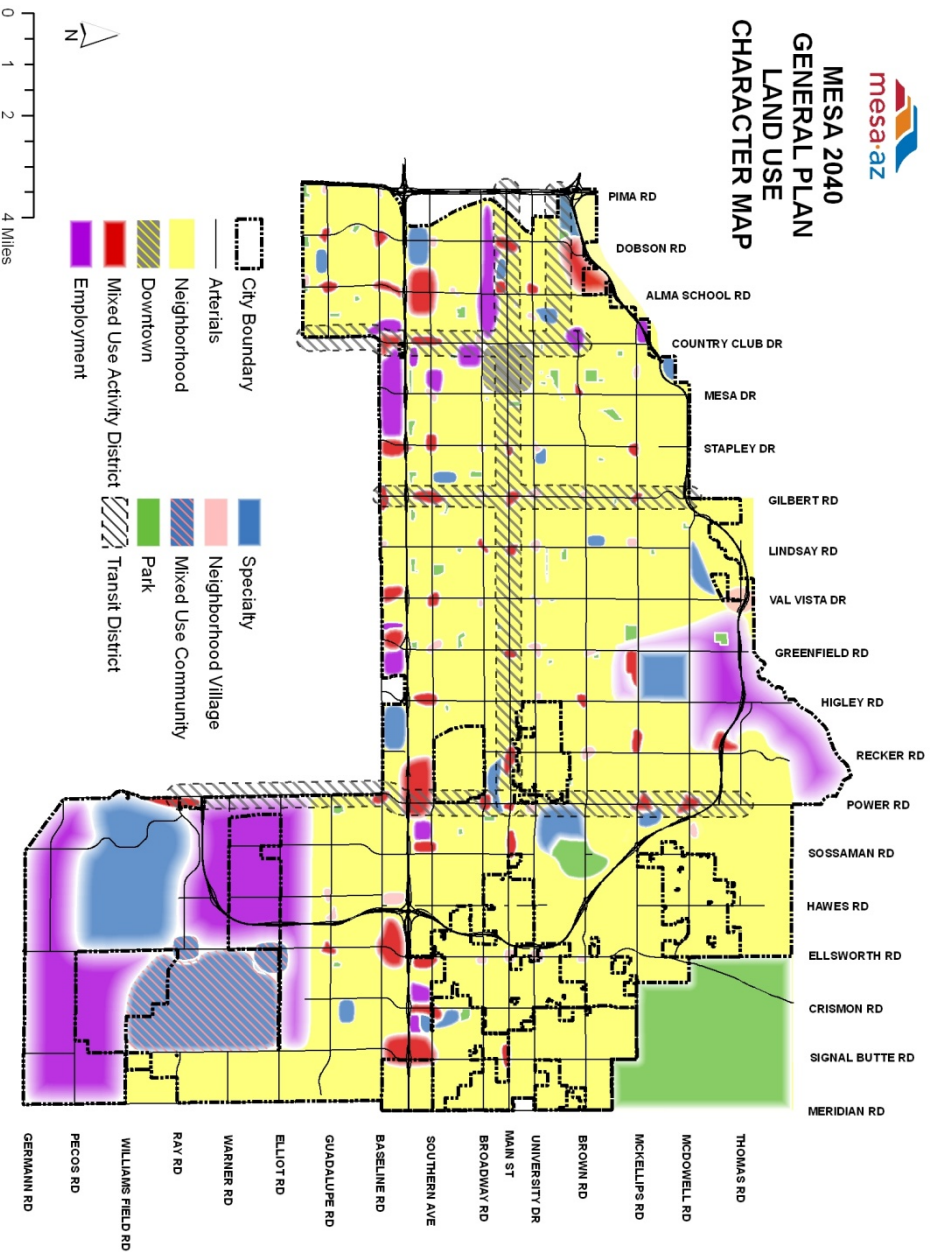 mesa·az
MESA 2040
GENERAL PLAN
LAND USE
CHARACTER MAP
PIMA RD
DOBSON RD
ALMA SCHOOL RD
COUNTRY CLUB DR
MESA DR
STAPLEY DR
GILBERT RD
LINDSAY RD
VAL VISTA DR
GREENFIELD RD
HIGLEY RD
RECKER RD
POWER RD
SOSSAMAN RD
HAWES RD
ELLSWORTH RD
CRISMON RD
SIGNAL BUTTE RD
MERIDIAN RD
THOMAS RD
MCDOWELL RD
MCKELLIPS RD
BROWN RD
UNIVERSITY DR
MAIN ST
BROADWAY RD
SOUTHERN AVE
BASELINE RD
GUADALUPE RD
ELLIOT RD
WARNER RD
RAY RD
WILLIAMS FIELD RD
PECOS RD
GERMANN RD
City Boundary
Arterials
Neighborhood
Downtown
Mixed Use Activity District
Employment
Specialty
Neighborhood Village
Mixed Use Community
Park
Transit District
N
0 1 2 4 Miles